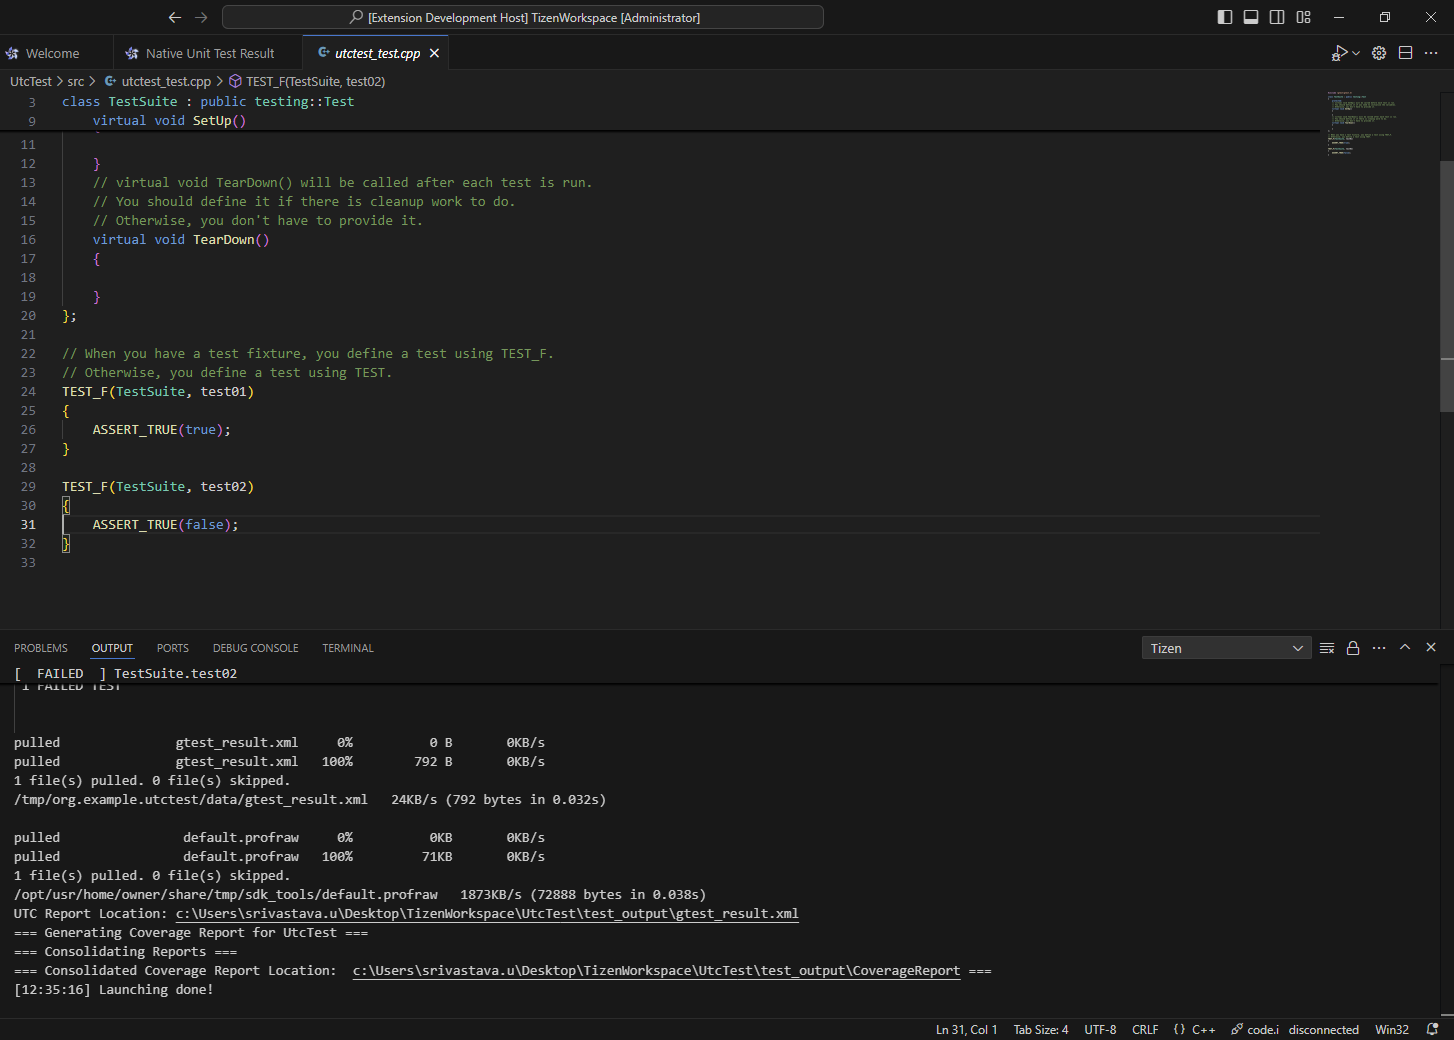 [Extension Development Host] TizenWorkspace [Administrator]
Welcome
Native Unit Test Result
utctest_test.cpp
UtcTest > src > utctest_test.cpp > TEST_F(TestSuite, test02)
3 class TestSuite : public testing::Test
9 virtual void SetUp()
11
12 }
13 // virtual void TearDown() will be called after each test is run.
14 // You should define it if there is cleanup work to do.
15 // Otherwise, you don't have to provide it.
16 virtual void TearDown()
17 {
18
19 }
20 };
21
22 // When you have a test fixture, you define a test using TEST_F.
23 // Otherwise, you define a test using TEST.
24 TEST_F(TestSuite, test01)
25 {
26 ASSERT_TRUE(true);
27 }
28
29 TEST_F(TestSuite, test02)
30 {
31 ASSERT_TRUE(false);
32 }
33
PROBLEMS OUTPUT PORTS DEBUG CONSOLE TERMINAL
Tizen
[ FAILED ] TestSuite.test02
1 FAILED TEST
pulled gtest_result.xml 0% 0 B 0KB/s
pulled gtest_result.xml 100% 792 B 0KB/s
1 file(s) pulled. 0 file(s) skipped.
/tmp/org.example.utctest/data/gtest_result.xml 24KB/s (792 bytes in 0.032s)
pulled default.profraw 0% 0KB 0KB/s
pulled default.profraw 100% 71KB 0KB/s
1 file(s) pulled. 0 file(s) skipped.
/opt/usr/home/owner/share/tmp/sdk_tools/default.profraw 1873KB/s (72888 bytes in 0.038s)
UTC Report Location: c:\Users\srivastava.u\Desktop\TizenWorkspace\UtcTest\test_output\gtest_result.xml
=== Generating Coverage Report for UtcTest ===
=== Consolidating Reports ===
=== Consolidated Coverage Report Location: c:\Users\srivastava.u\Desktop\TizenWorkspace\UtcTest\test_output\CoverageReport ===
[12:35:16] Launching done!
Ln 31, Col 1 Tab Size: 4 UTF-8 CRLF {} C++ code.i disconnected Win32